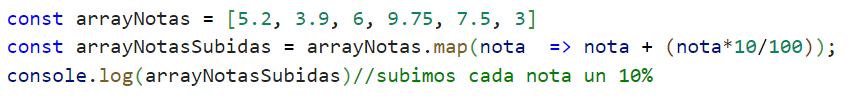 const arrayNotas = [5.2, 3.9, 6, 9.75, 7.5, 3]
const arrayNotasSubidas = arrayNotas.map(nota  => nota + (nota*10/100));
console.log(arrayNotasSubidas)//subimos cada nota un 10%